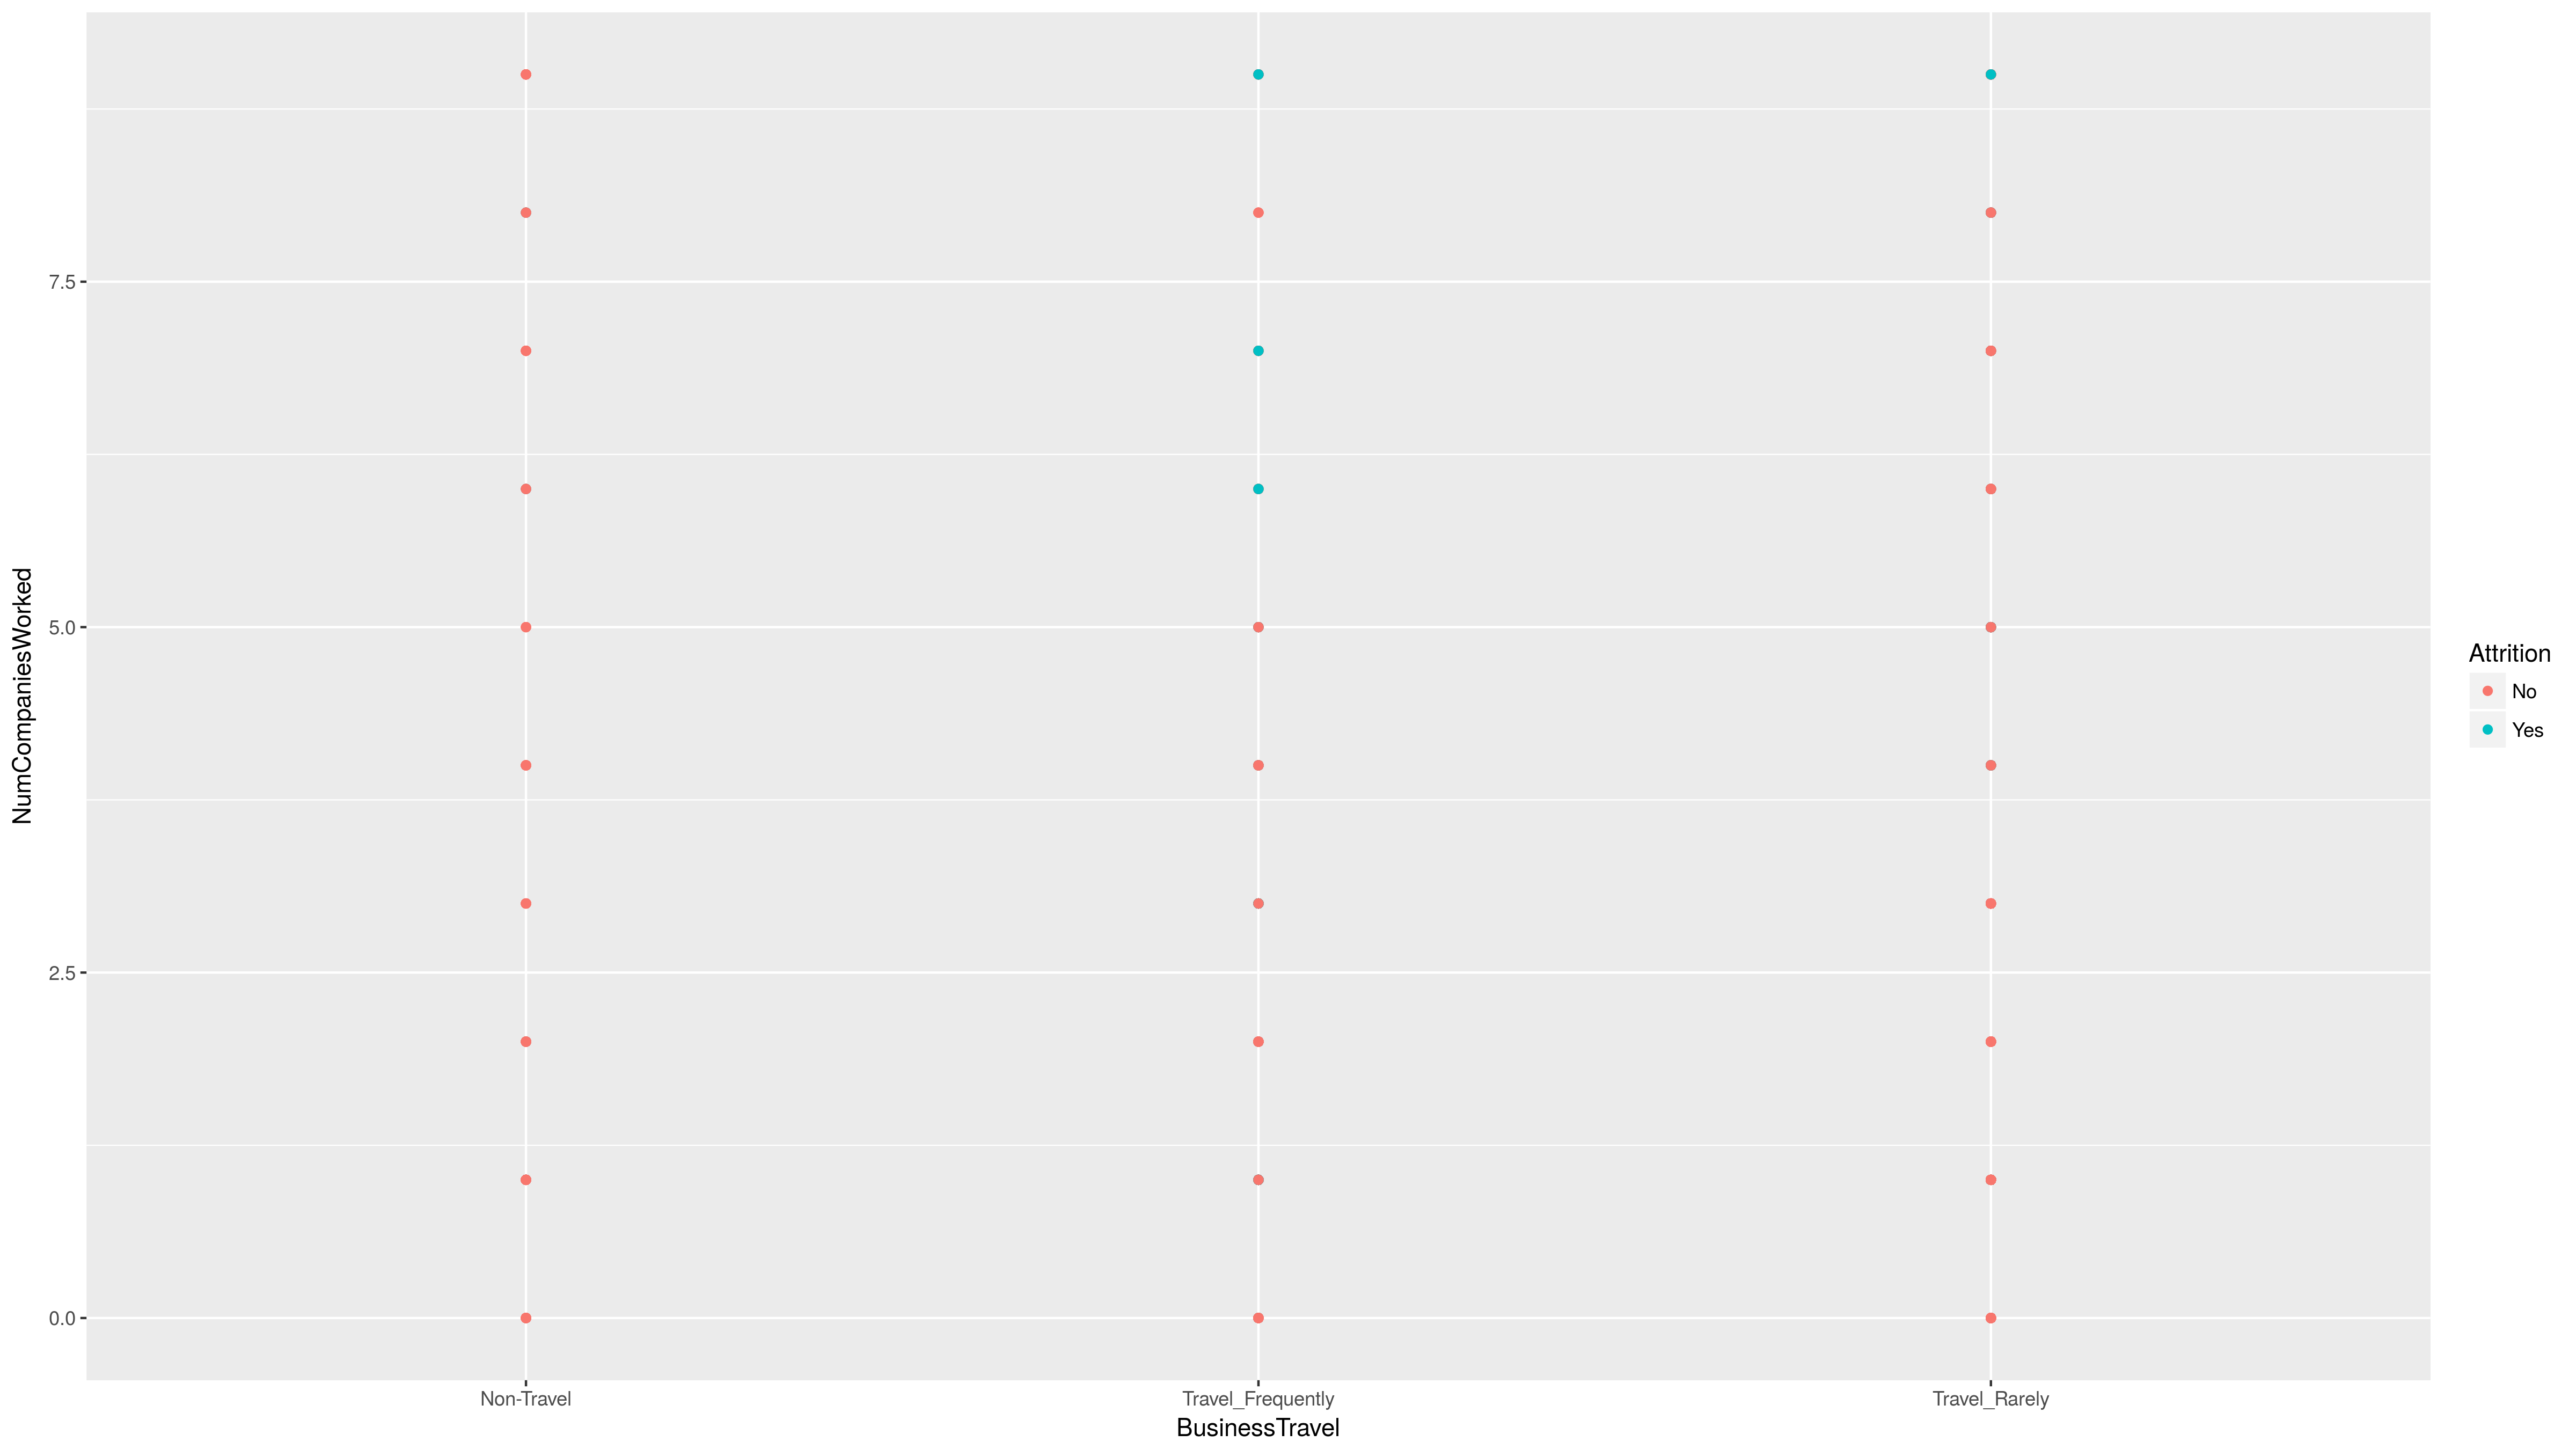 NumCompaniesWorked
7.5
5.0
2.5
0.0
Non-Travel
Travel_Frequently
Travel_Rarely
BusinessTravel
Attrition
No
Yes